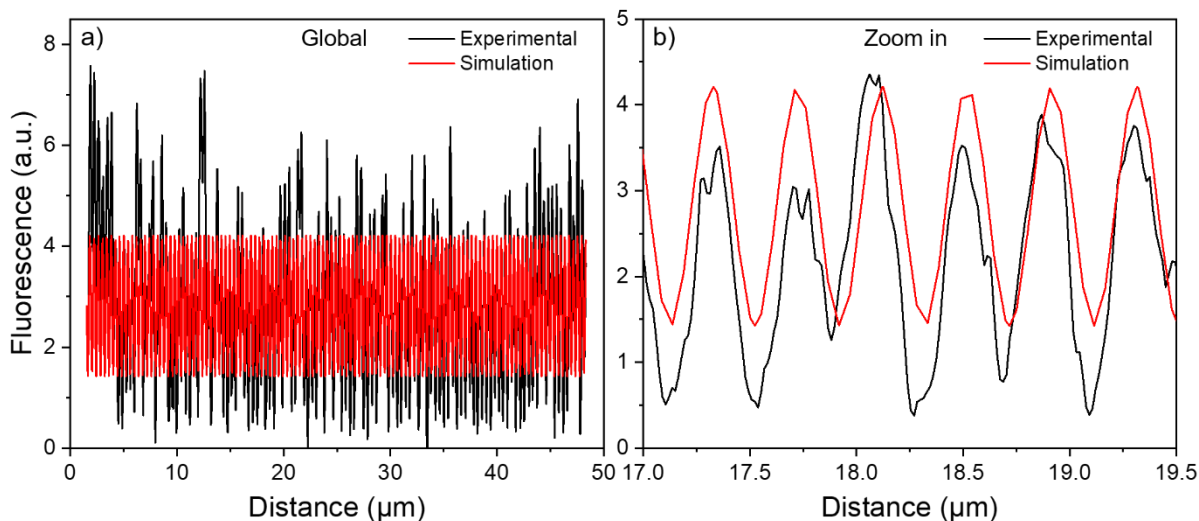 a)
Global
Experimental
Simulation
8
6
4
2
0
Fluorescence (a.u.)
0
10
20
30
40
50
Distance (μm)
b)
Zoom in
Experimental
Simulation
5
4
3
2
1
0
17.0
17.5
18.0
18.5
19.0
19.5
Distance (μm)